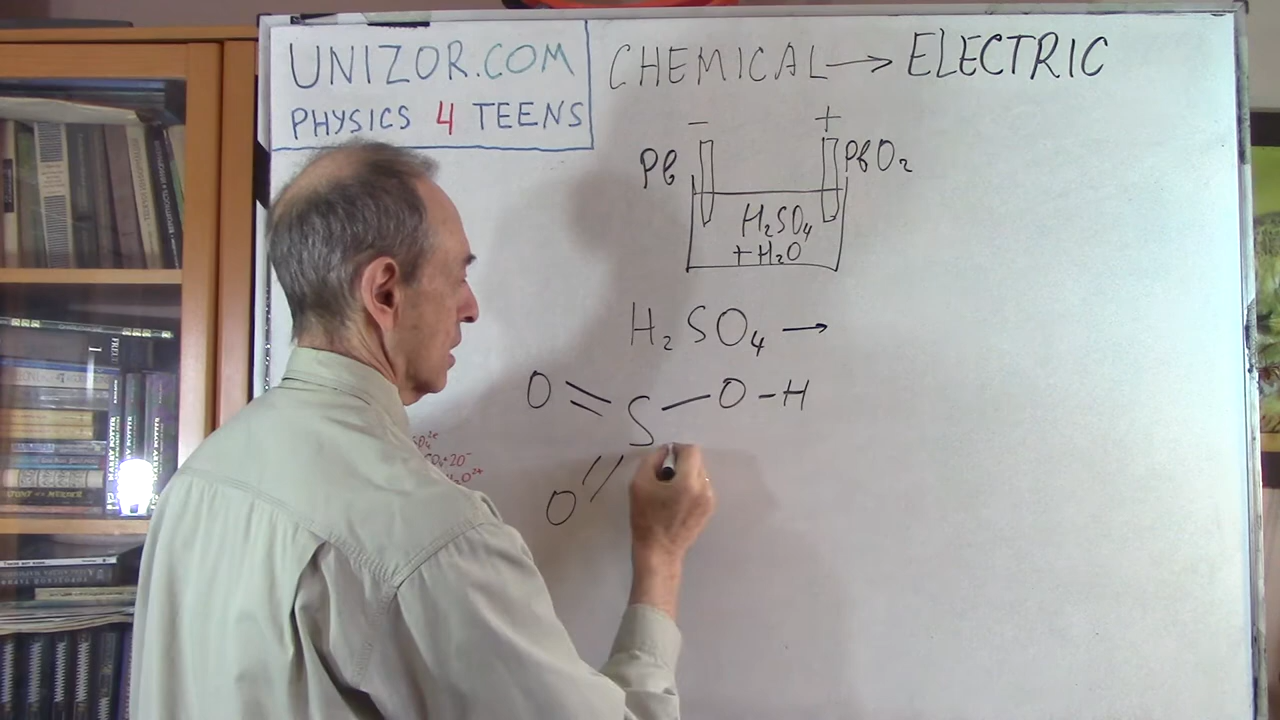 UNIZOR.COM
PHYSICS 4 TEENS
CHEMICAL → ELECTRIC
− +
Pb PbO₂
H₂SO₄
+H₂O
H₂SO₄ →
O = S — O — H
O =